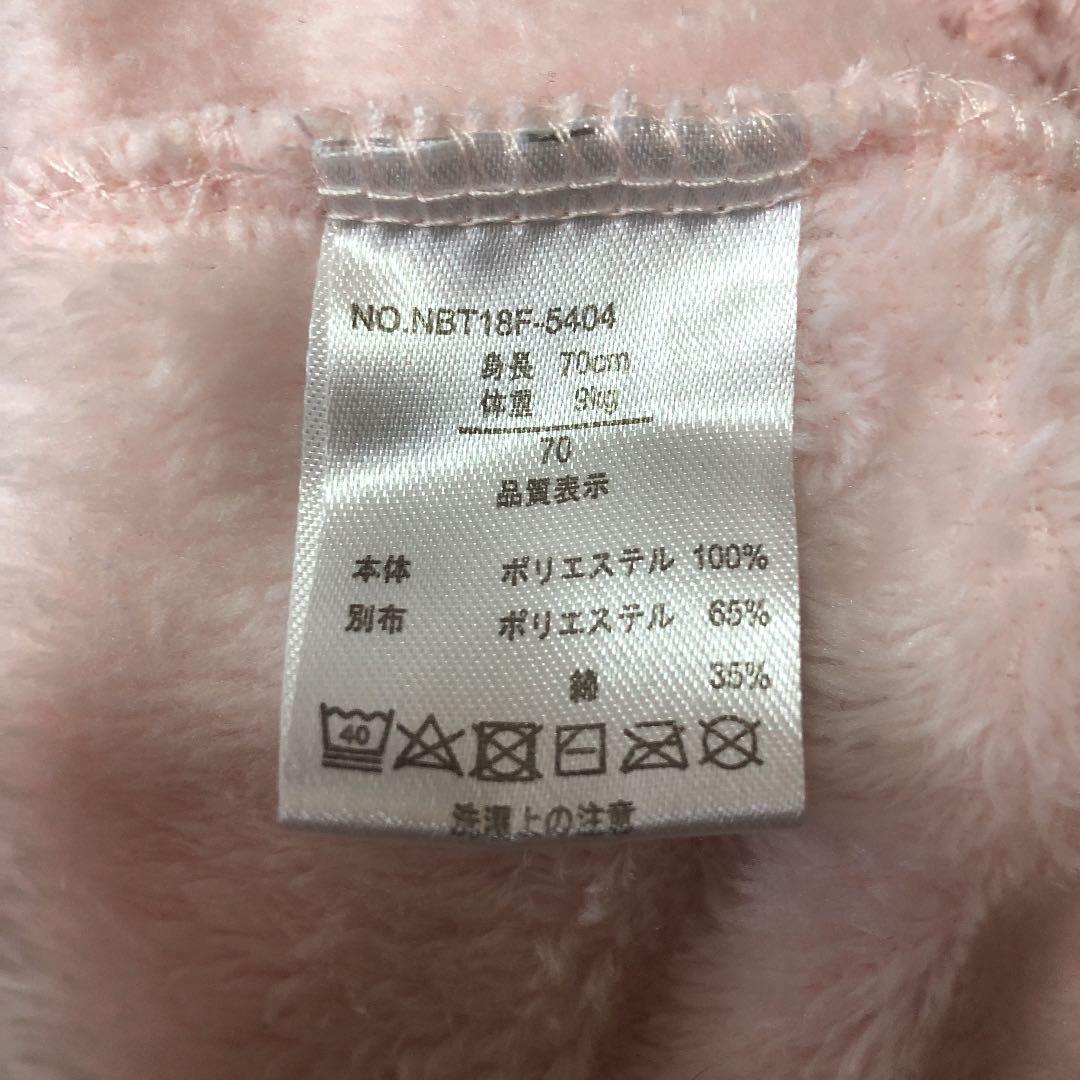 NO.NBT18F-5404
身長 70cm
体重 9kg
70
品質表示
本体 ポリエステル 100%
別布 ポリエステル 65%
綿 35%
40
洗濯上の注意